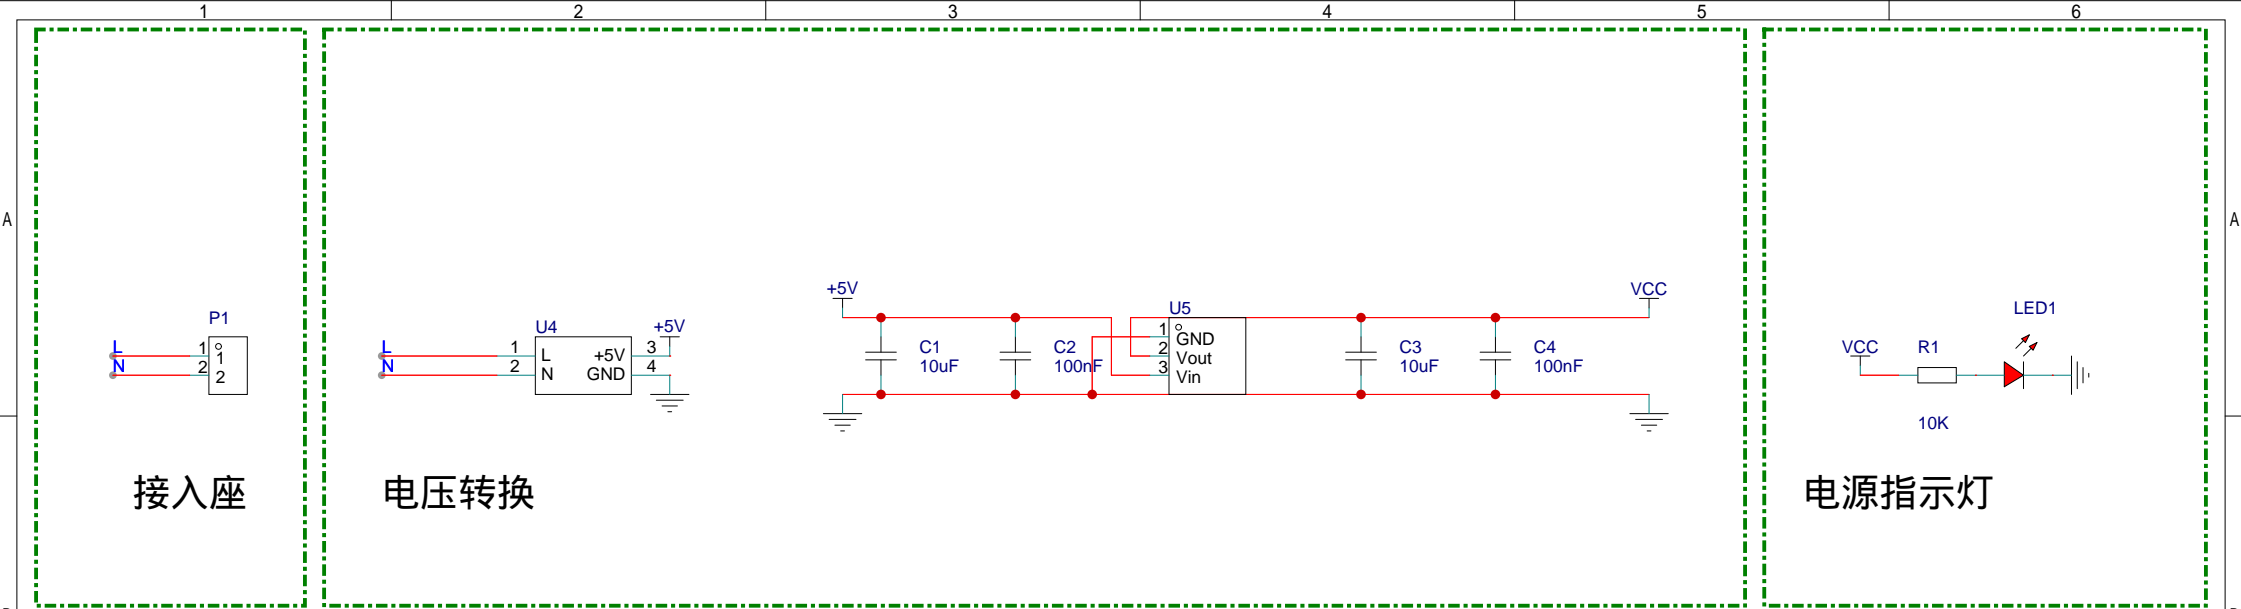 1 2 3 4 5 6
A A
P1
L 1 1
N 2 2
接入座
U4 +5V
L 1 L +5V 3
N 2 N GND 4
电压转换
+5V U5 VCC
C1 10uF
C2 100nF
1 GND
2 Vout
3 Vin
C3 10uF
C4 100nF
LED1
VCC R1
10K
电源指示灯